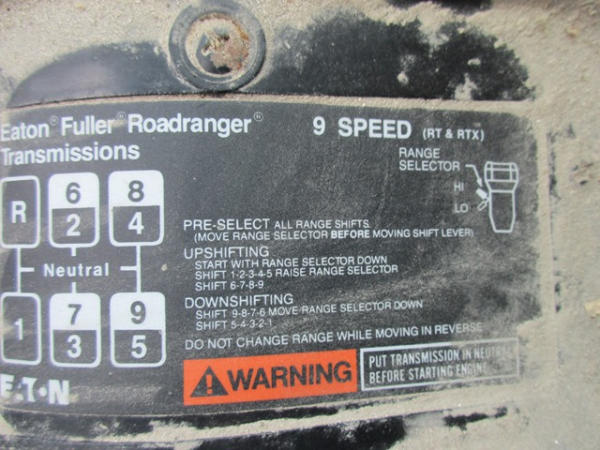 Eaton® Fuller® Roadranger®
Transmissions
9 SPEED (RT & RTX)
RANGE
SELECTOR
HI
LO
R
6
2
8
4
Neutral
1
7
3
9
5
PRE-SELECT ALL RANGE SHIFTS
(MOVE RANGE SELECTOR BEFORE MOVING SHIFT LEVER)
UPSHIFTING
START WITH RANGE SELECTOR DOWN
SHIFT 1-2-3-4-5 RAISE RANGE SELECTOR
SHIFT 6-7-8-9
DOWNSHIFTING
SHIFT 9-8-7-6 MOVE RANGE SELECTOR DOWN
SHIFT 5-4-3-2-1
DO NOT CHANGE RANGE WHILE MOVING IN REVERSE
EATON
WARNING
PUT TRANSMISSION IN NEUTRAL
BEFORE STARTING ENGINE